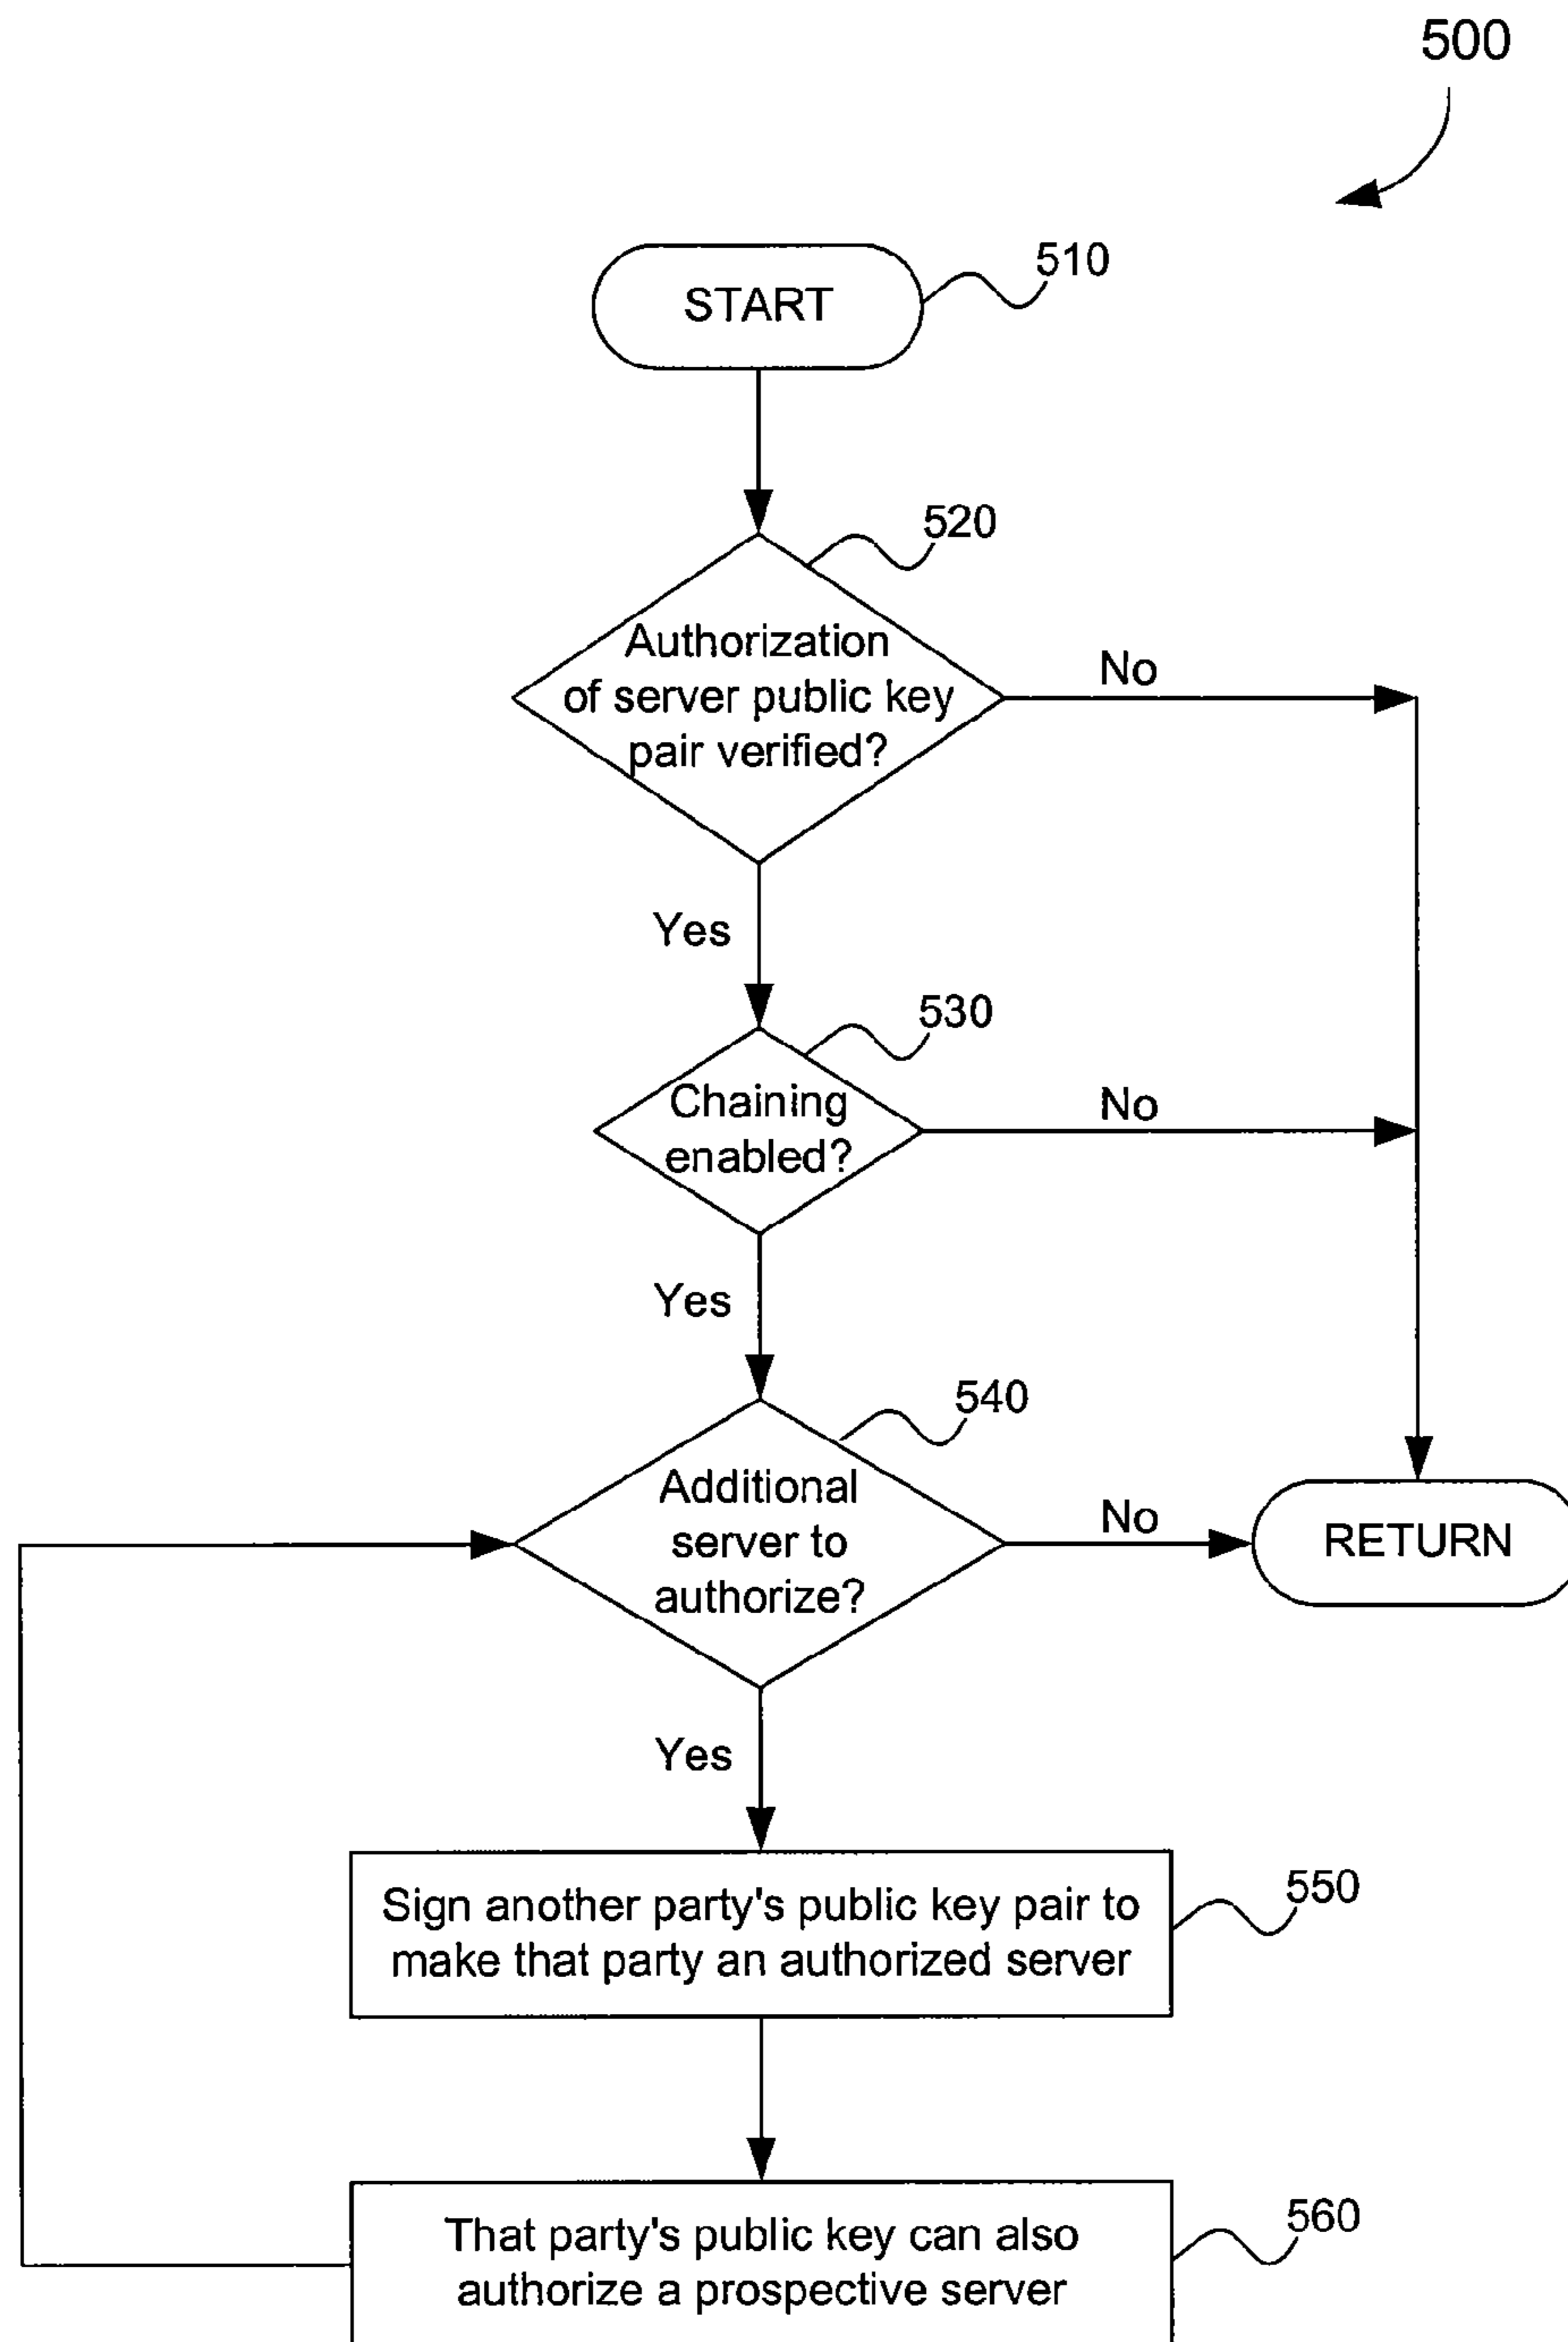 500
START
510
520
Authorization
of server public key
pair verified?
No
Yes
530
Chaining
enabled?
No
Yes
540
Additional
server to
authorize?
No
RETURN
Yes
Sign another party's public key pair to
make that party an authorized server
550
That party's public key can also
authorize a prospective server
560